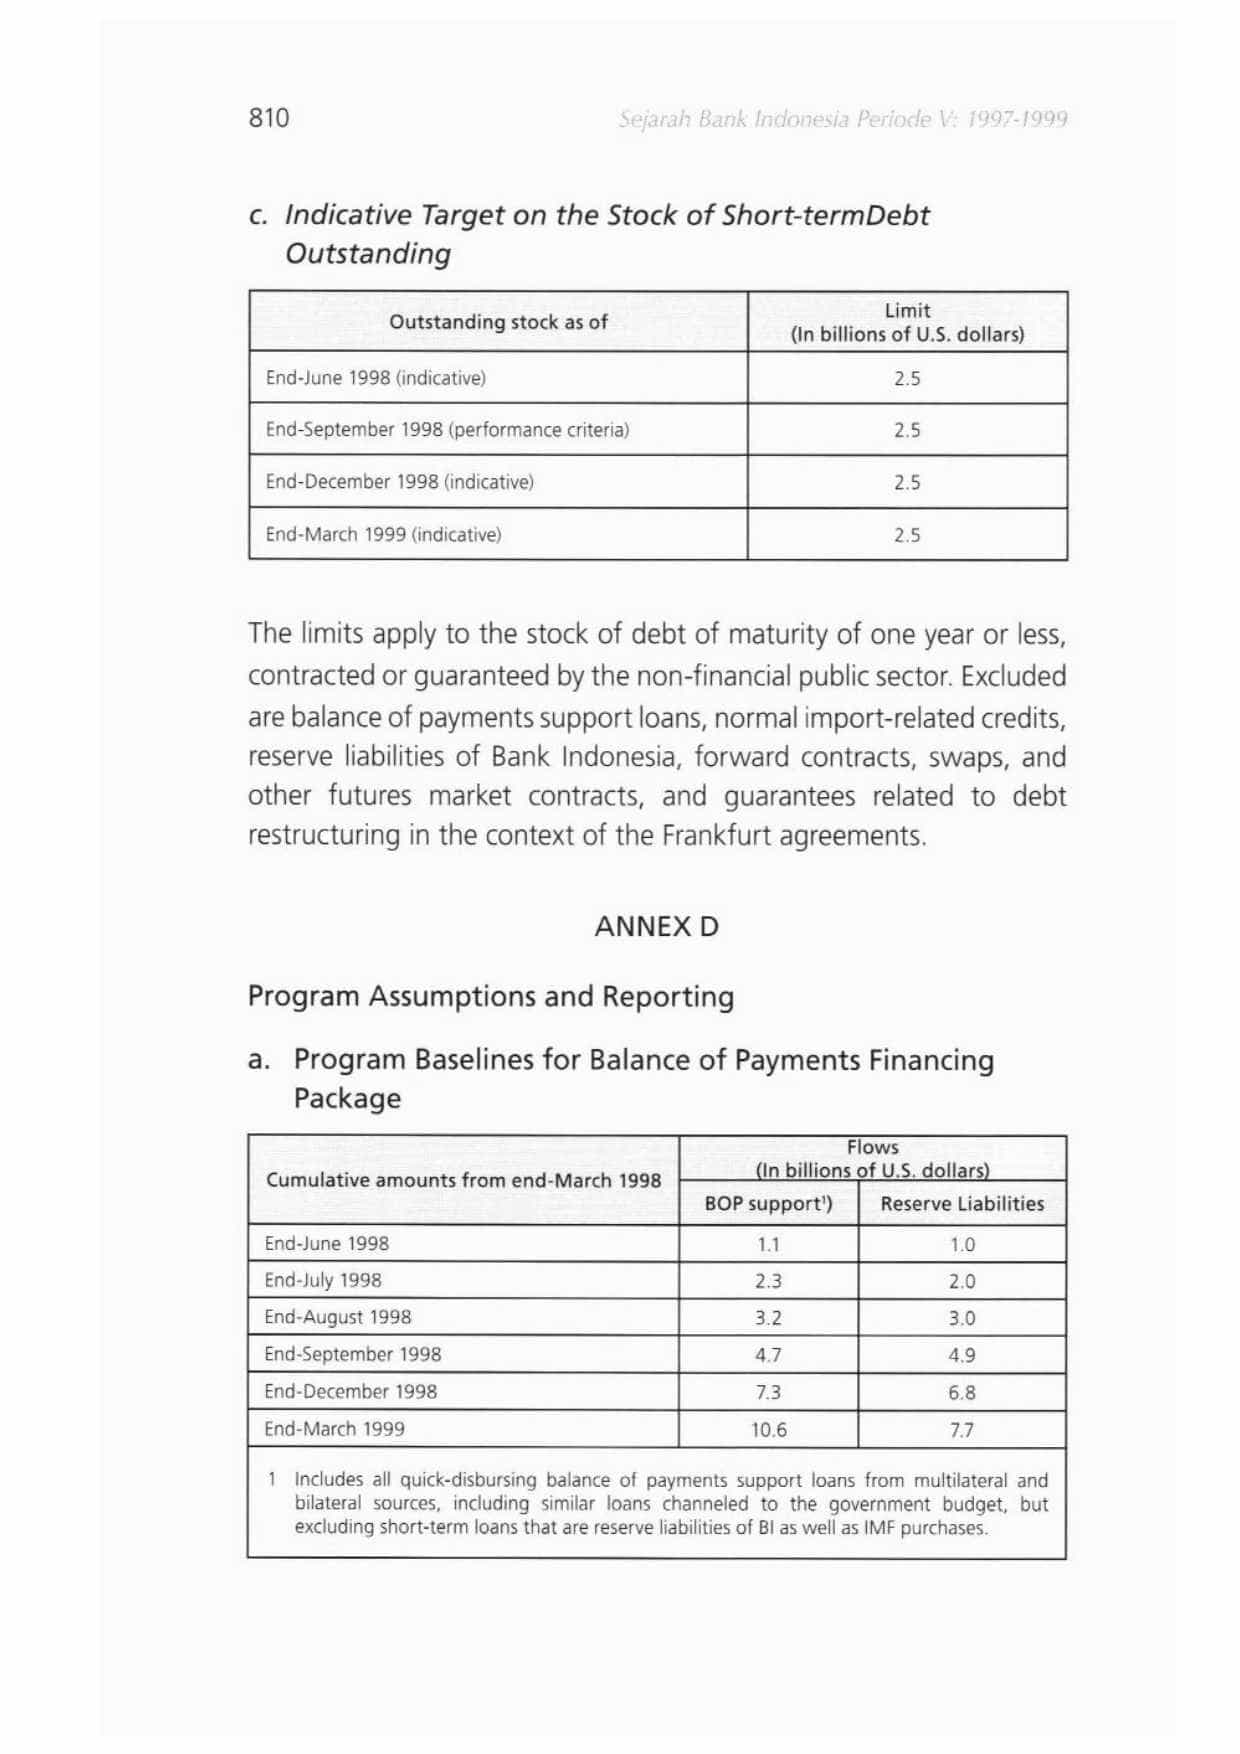 810
Sejarah Bank Indonesia Periode V: 1997-1999
c. Indicative Target on the Stock of Short-termDebt
Outstanding
Outstanding stock as of
Limit
(In billions of U.S. dollars)
End-June 1998 (indicative) 2.5
End-September 1998 (performance criteria) 2.5
End-December 1998 (indicative) 2.5
End-March 1999 (indicative) 2.5
The limits apply to the stock of debt of maturity of one year or less,
contracted or guaranteed by the non-financial public sector. Excluded
are balance of payments support loans, normal import-related credits,
reserve liabilities of Bank Indonesia, forward contracts, swaps, and
other futures market contracts, and guarantees related to debt
restructuring in the context of the Frankfurt agreements.
ANNEX D
Program Assumptions and Reporting
a. Program Baselines for Balance of Payments Financing
Package
Cumulative amounts from end-March 1998
Flows
(In billions of U.S. dollars)
BOP support¹) Reserve Liabilities
End-June 1998 1.1 1.0
End-July 1998 2.3 2.0
End-August 1998 3.2 3.0
End-September 1998 4.7 4.9
End-December 1998 7.3 6.8
End-March 1999 10.6 7.7
1 Includes all quick-disbursing balance of payments support loans from multilateral and
bilateral sources, including similar loans channeled to the government budget, but
excluding short-term loans that are reserve liabilities of BI as well as IMF purchases.